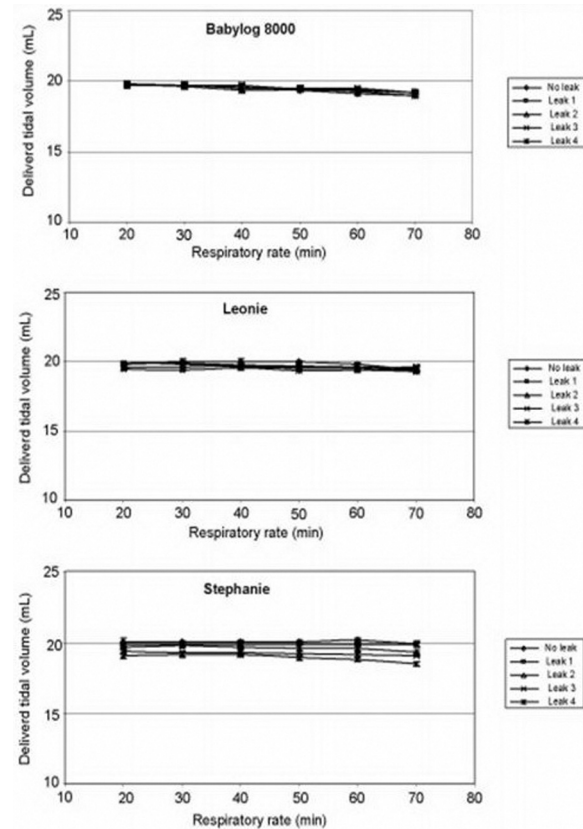 Babylog 8000
Deliverd tidal volume (mL)
25
20
15
10
10 20 30 40 50 60 70 80
Respiratory rate (min)
No leak
Leak 1
Leak 2
Leak 3
Leak 4
Leonie
Deliverd tidal volume (mL)
25
20
15
10
10 20 30 40 50 60 70 80
Respiratory rate (min)
No leak
Leak 1
Leak 2
Leak 3
Leak 4
Stephanie
Deliverd tidal volume (mL)
25
20
15
10
10 20 30 40 50 60 70 80
Respiratory rate (min)
No leak
Leak 1
Leak 2
Leak 3
Leak 4